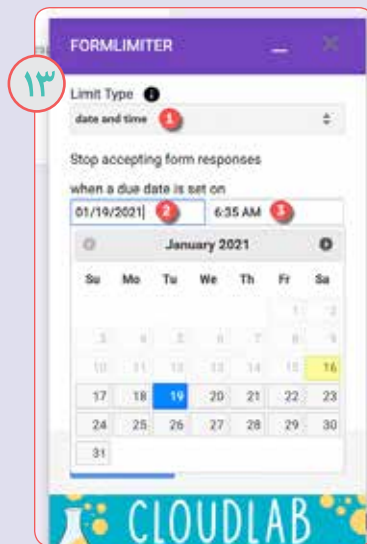 FORMLIMITER
۱۳
Limit Type
date and time 1
Stop accepting form responses
when a due date is set on
01/19/2021 2 6:35 AM 3
January 2021
Su Mo Tu We Th Fr Sa
1 2
3 4 5 6 7 8 9
10 11 12 13 14 15 16
17 18 19 20 21 22 23
24 25 26 27 28 29 30
31
CLOUDLAB